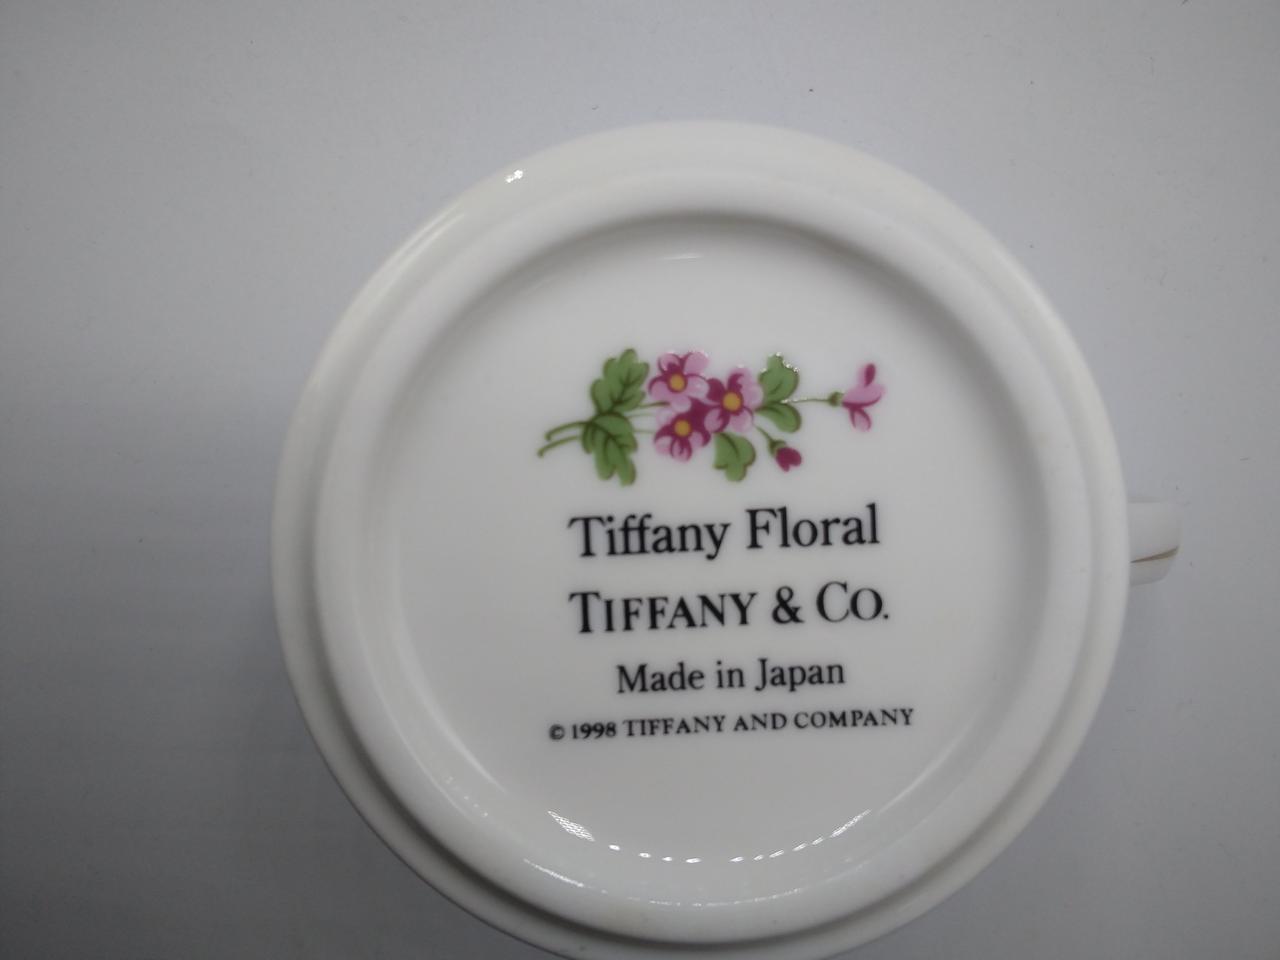 Tiffany Floral
TIFFANY & CO.
Made in Japan
© 1998 TIFFANY AND COMPANY